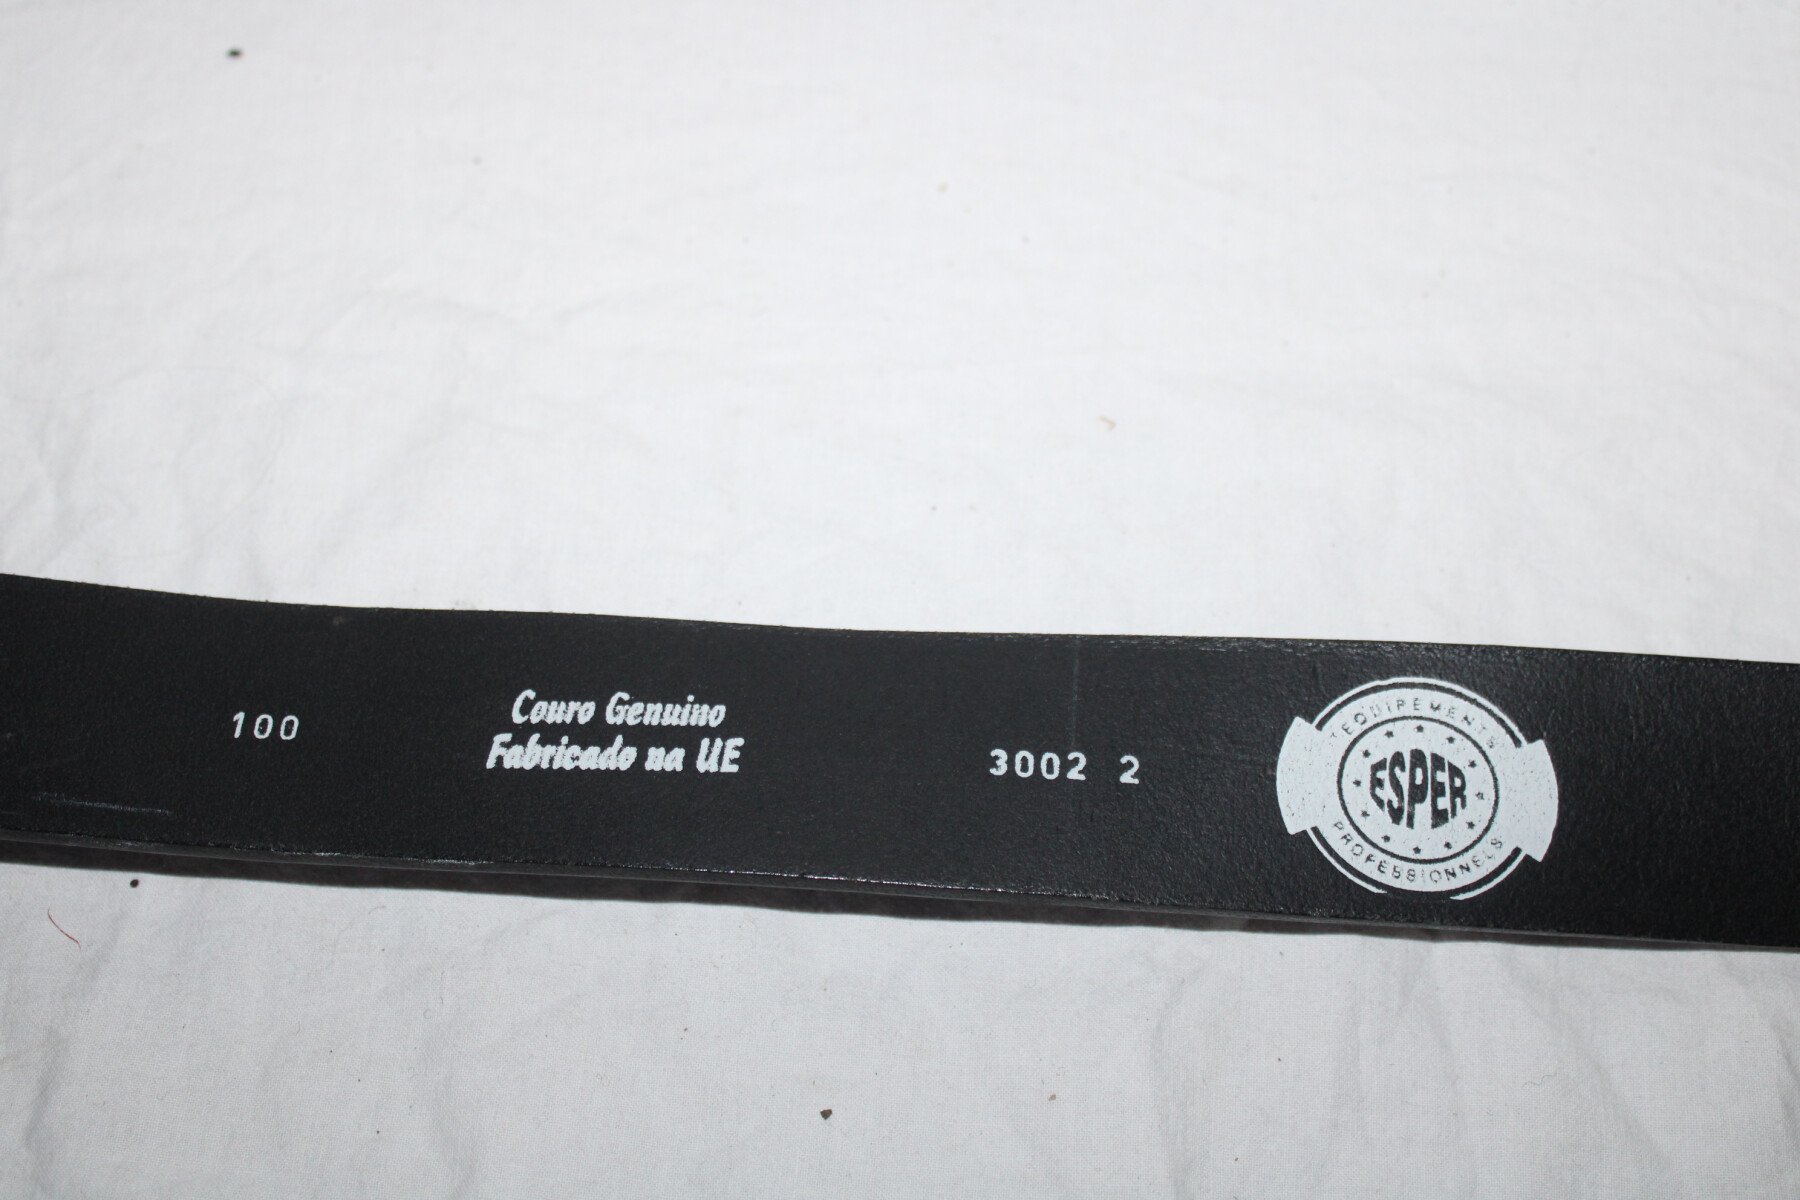 100
Couro Genuino
Fabricado na UE
3002 2
EQUIPEMENTS
ESPER
PROFESSIONNELS